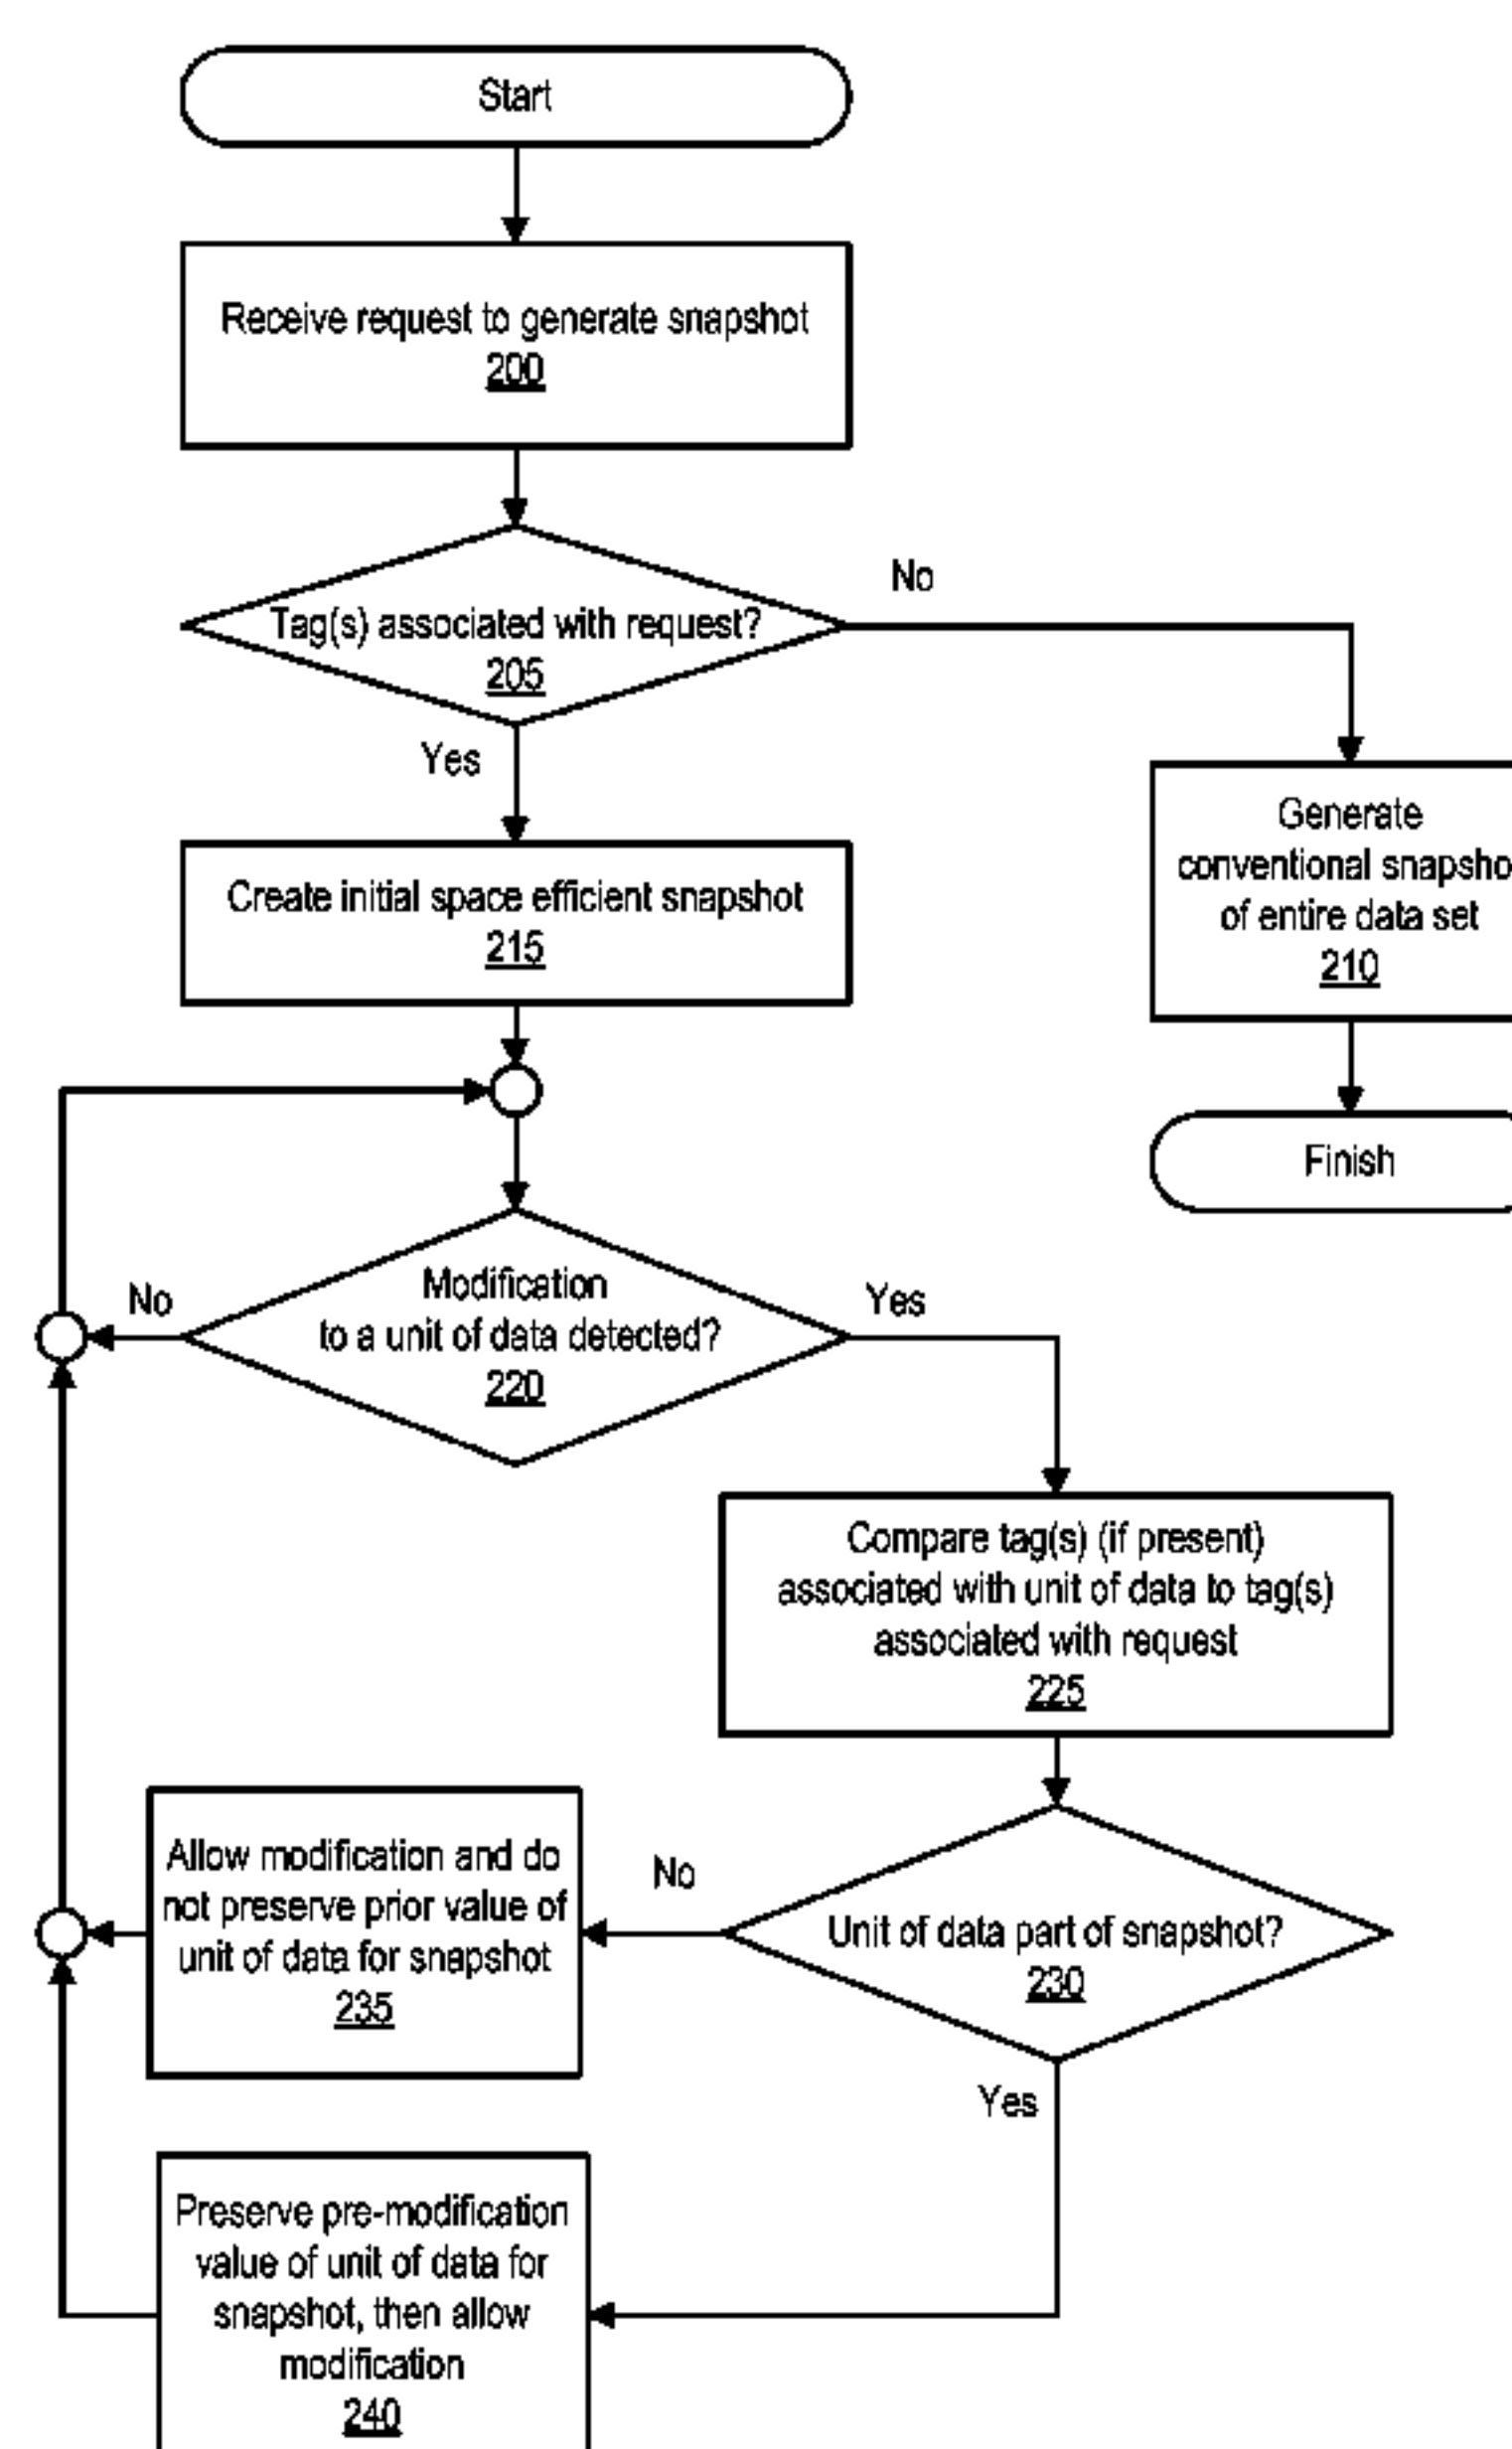 Start
Receive request to generate snapshot
200
Tag(s) associated with request?
205
No
Yes
Generate
conventional snapsho
of entire data set
210
Create initial space efficient snapshot
215
Finish
Modification
to a unit of data detected?
220
No
Yes
Compare tag(s) (if present)
associated with unit of data to tag(s)
associated with request
225
Unit of data part of snapshot?
230
No
Yes
Allow modification and do
not preserve prior value of
unit of data for snapshot
235
Preserve pre-modification
value of unit of data for
snapshot, then allow
modification
240